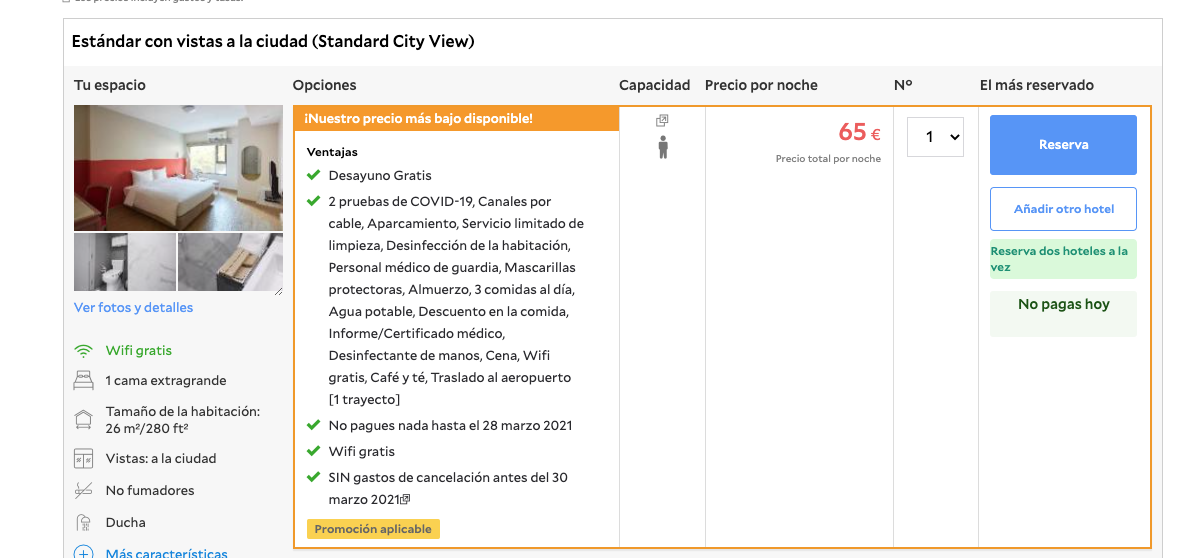 Los precios incluyen gastos y tasas.
Estándar con vistas a la ciudad (Standard City View)
Tu espacio
Opciones
Capacidad
Precio por noche
Nº
El más reservado
Ver fotos y detalles
Wifi gratis
1 cama extragrande
Tamaño de la habitación:
26 m²/280 ft²
Vistas: a la ciudad
No fumadores
Ducha
Más características
¡Nuestro precio más bajo disponible!
Ventajas
Desayuno Gratis
2 pruebas de COVID-19, Canales por
cable, Aparcamiento, Servicio limitado de
limpieza, Desinfección de la habitación,
Personal médico de guardia, Mascarillas
protectoras, Almuerzo, 3 comidas al día,
Agua potable, Descuento en la comida,
Informe/Certificado médico,
Desinfectante de manos, Cena, Wifi
gratis, Café y té, Traslado al aeropuerto
[1 trayecto]
No pagues nada hasta el 28 marzo 2021
Wifi gratis
SIN gastos de cancelación antes del 30
marzo 2021
Promoción aplicable
65 €
Precio total por noche
1
Reserva
Añadir otro hotel
Reserva dos hoteles a la
vez
No pagas hoy